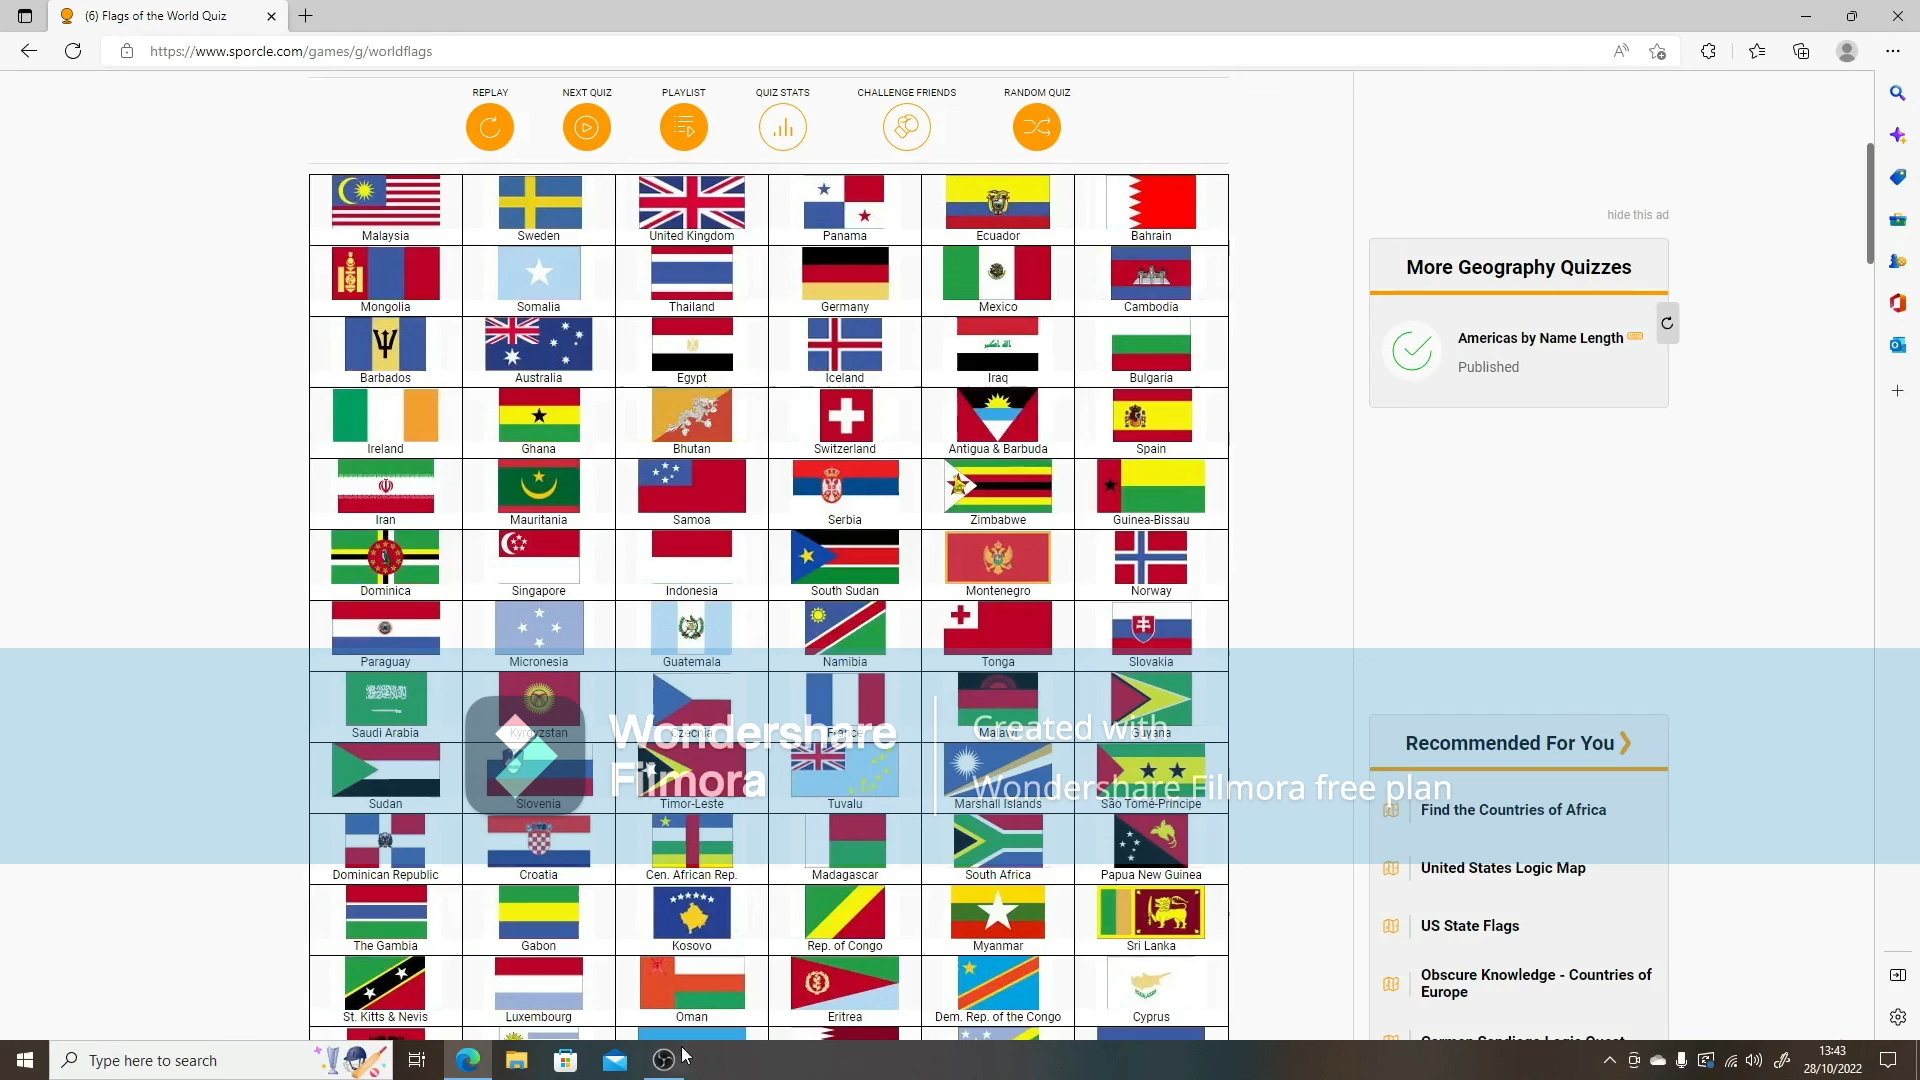 (6) Flags of the World Quiz
https://www.sporcle.com/games/g/worldflags
REPLAY NEXT QUIZ PLAYLIST QUIZ STATS CHALLENGE FRIENDS RANDOM QUIZ
Malaysia Sweden United Kingdom Panama Ecuador Bahrain
Mongolia Somalia Thailand Germany Mexico Cambodia
Barbados Australia Egypt Iceland Iraq Bulgaria
Ireland Ghana Bhutan Switzerland Antigua & Barbuda Spain
Iran Mauritania Samoa Serbia Zimbabwe Guinea-Bissau
Dominica Singapore Indonesia South Sudan Montenegro Norway
Paraguay Micronesia Guatemala Namibia Tonga Slovakia
Saudi Arabia Kyrgyzstan Czechia France Malawi Guyana
Sudan Slovenia Timor-Leste Tuvalu Marshall Islands São Tomé-Príncipe
Dominican Republic Croatia Cen. African Rep. Madagascar South Africa Papua New Guinea
The Gambia Gabon Kosovo Rep. of Congo Myanmar Sri Lanka
St. Kitts & Nevis Luxembourg Oman Eritrea Dem. Rep. of the Congo Cyprus
Wondershare
Filmora
Created with
Wondershare Filmora free plan
hide this ad
More Geography Quizzes
Americas by Name Length
Published
Recommended For You
Find the Countries of Africa
United States Logic Map
US State Flags
Obscure Knowledge - Countries of
Europe
Type here to search
13:43
28/10/2022